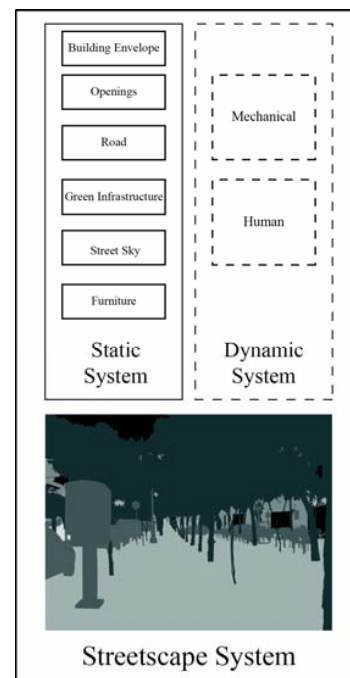 Building Envelope
Openings
Road
Green Infrastructure
Street Sky
Furniture
Static
System
Mechanical
Human
Dynamic
System
Streetscape System